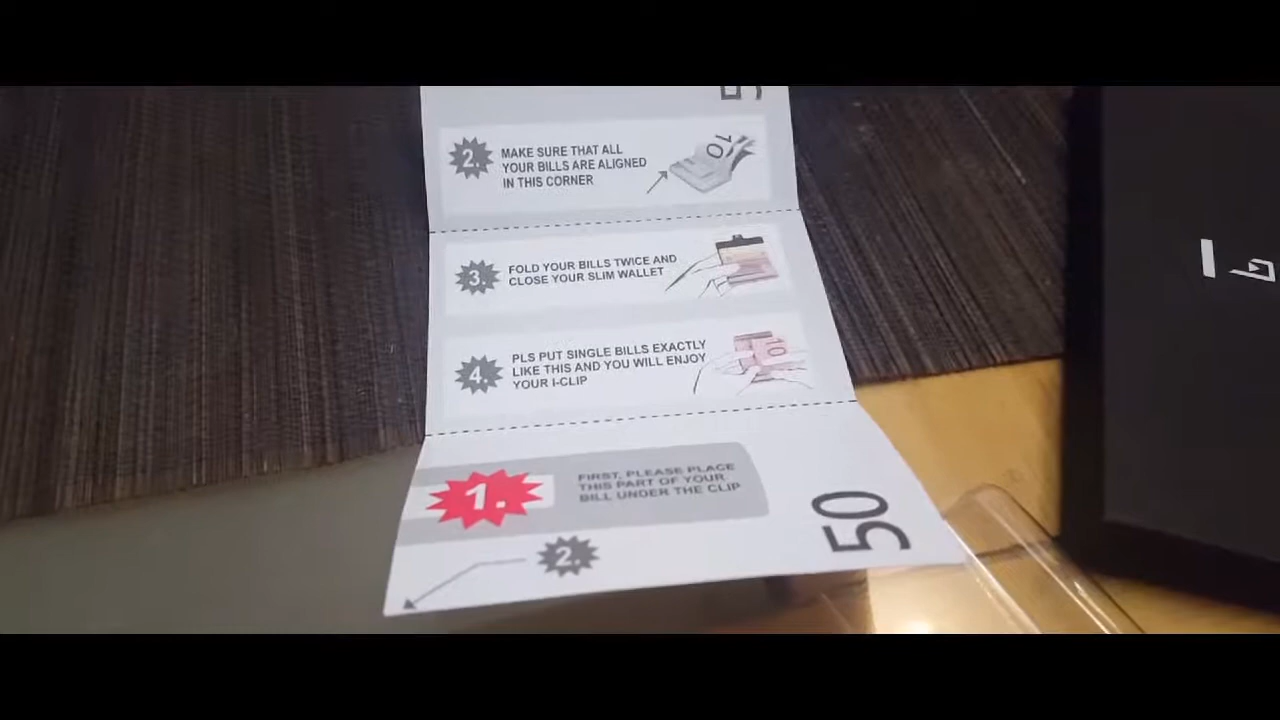 2.
MAKE SURE THAT ALL
YOUR BILLS ARE ALIGNED
IN THIS CORNER
10
3.
FOLD YOUR BILLS TWICE AND
CLOSE YOUR SLIM WALLET
4.
PLS PUT SINGLE BILLS EXACTLY
LIKE THIS AND YOU WILL ENJOY
YOUR I-CLIP
10
1.
FIRST, PLEASE PLACE
THIS PART OF YOUR
BILL UNDER THE CLIP
50
2.